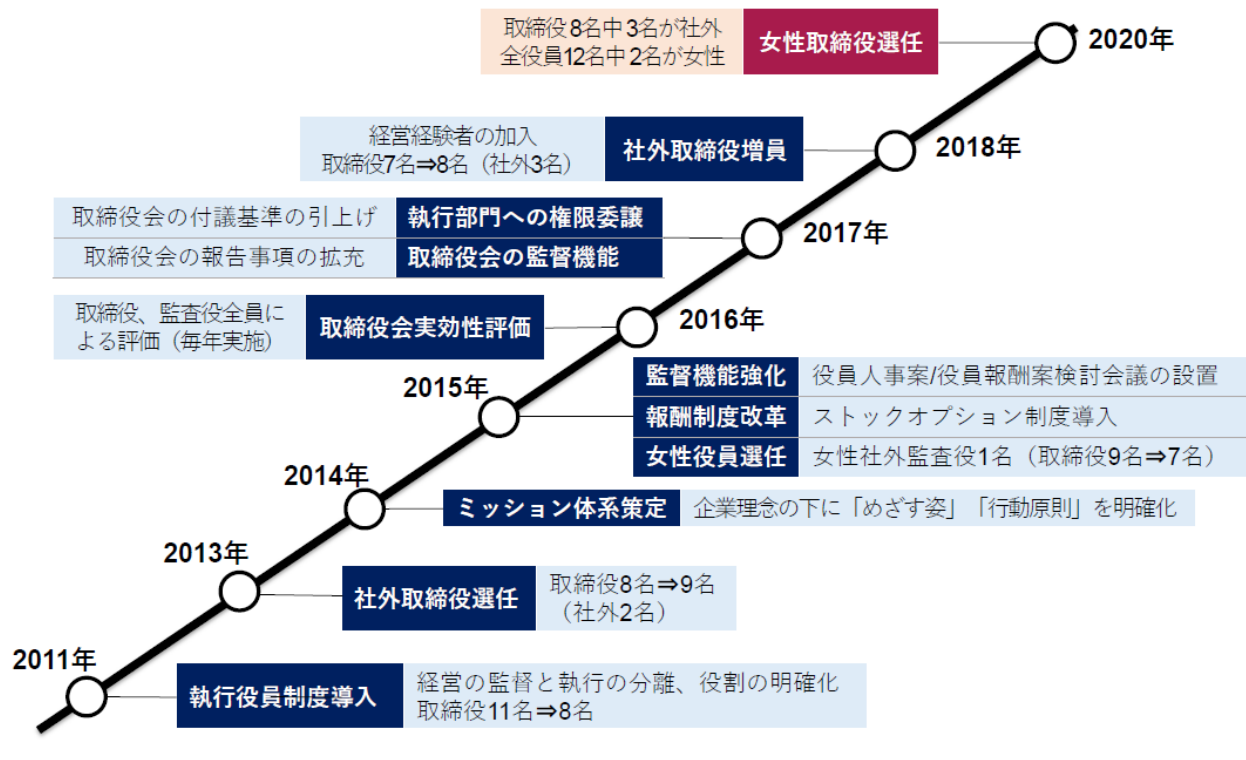 取締役8名中3名が社外
全役員12名中2名が女性
女性取締役選任
2020年
経営経験者の加入
取締役7名⇒8名（社外3名）
社外取締役増員
2018年
取締役会の付議基準の引上げ
執行部門への権限委譲
取締役会の報告事項の拡充
取締役会の監督機能
2017年
取締役、監査役全員に
よる評価（毎年実施）
取締役会実効性評価
2016年
2015年
監督機能強化
役員人事案/役員報酬案検討会議の設置
報酬制度改革
ストックオプション制度導入
女性役員選任
女性社外監査役1名（取締役9名⇒7名）
2014年
ミッション体系策定
企業理念の下に「めざす姿」「行動原則」を明確化
2013年
社外取締役選任
取締役8名⇒9名
（社外2名）
2011年
執行役員制度導入
経営の監督と執行の分離、役割の明確化
取締役11名⇒8名